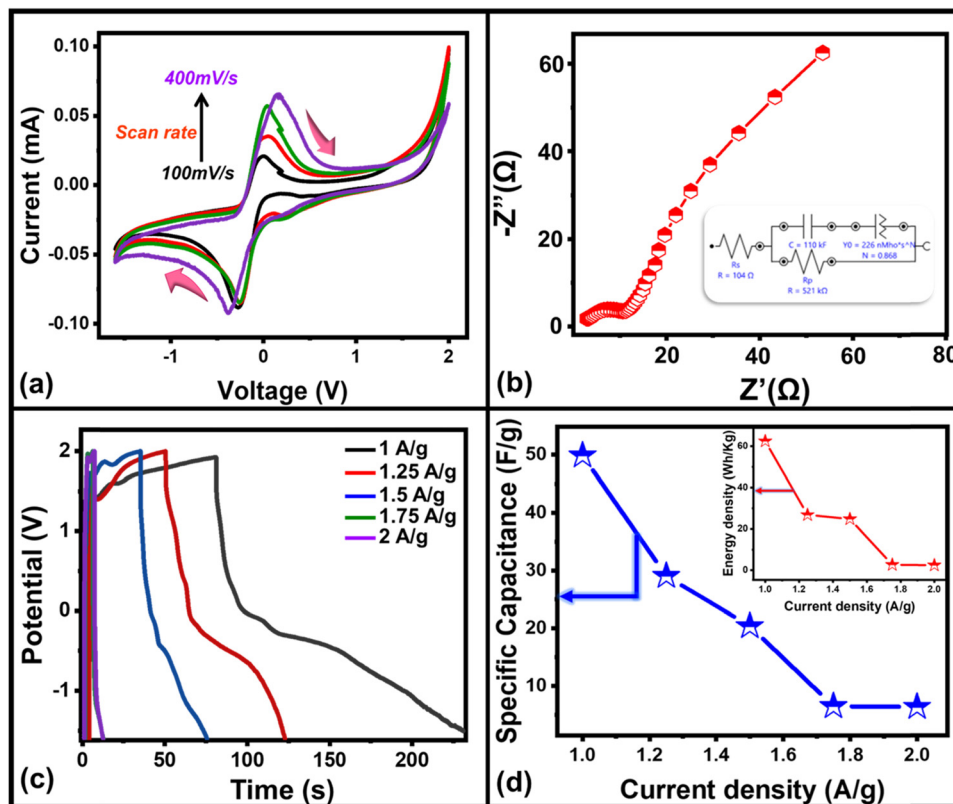 0.10
0.05
0.00
-0.05
-0.10
Current (mA)
400mV/s
Scan rate
100mV/s
-1
0
1
2
Voltage (V)
(a)
60
40
20
0
-Z''(Ω)
Rs
R = 104 Ω
C = 110 kF
Y0 = 226 nMho*s^N
N = 0.868
Rp
R = 521 kΩ
20
40
60
80
Z'(Ω)
(b)
2
1
0
-1
Potential (V)
1 A/g
1.25 A/g
1.5 A/g
1.75 A/g
2 A/g
0
50
100
150
200
Time (s)
(c)
50
40
30
20
10
Specific Capacitance (F/g)
60
40
20
0
Energy density (Wh/Kg)
1.0
1.2
1.4
1.6
1.8
2.0
Current density (A/g)
1.0
1.2
1.4
1.6
1.8
2.0
Current density (A/g)
(d)